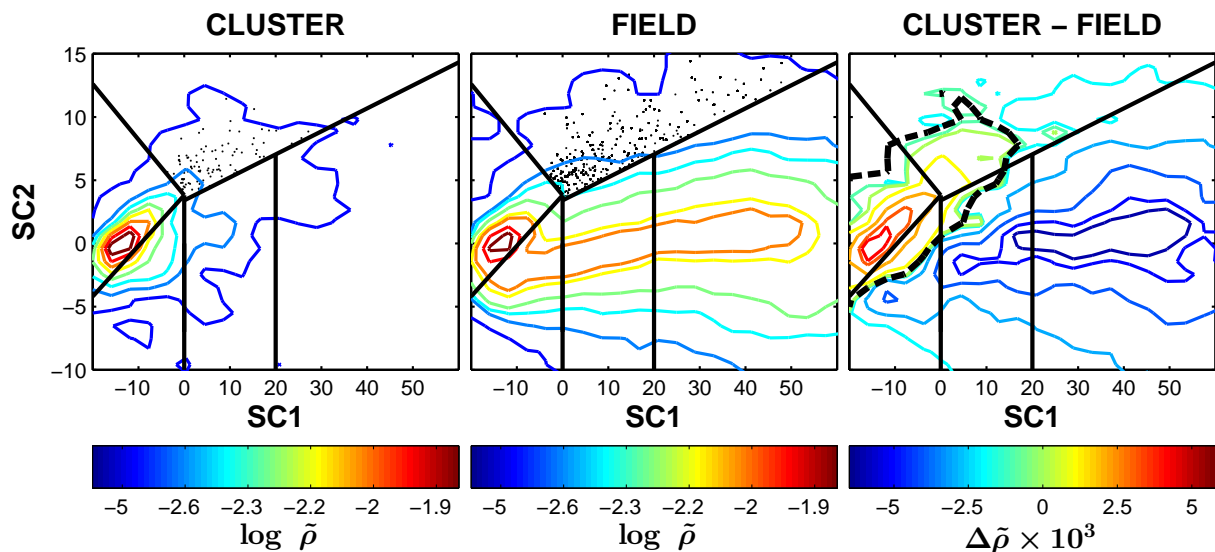 CLUSTER FIELD CLUSTER − FIELD
15
10
5
0
−5
−10
SC2
−10 0 10 20 30 40 50 −10 0 10 20 30 40 50 −10 0 10 20 30 40 50
SC1 SC1 SC1
−5 −2.6 −2.3 −2.2 −2 −1.9 −5 −2.6 −2.3 −2.2 −2 −1.9 −5 −2.5 0 2.5 5
log ρ̃ log ρ̃ Δρ̃ × 10³